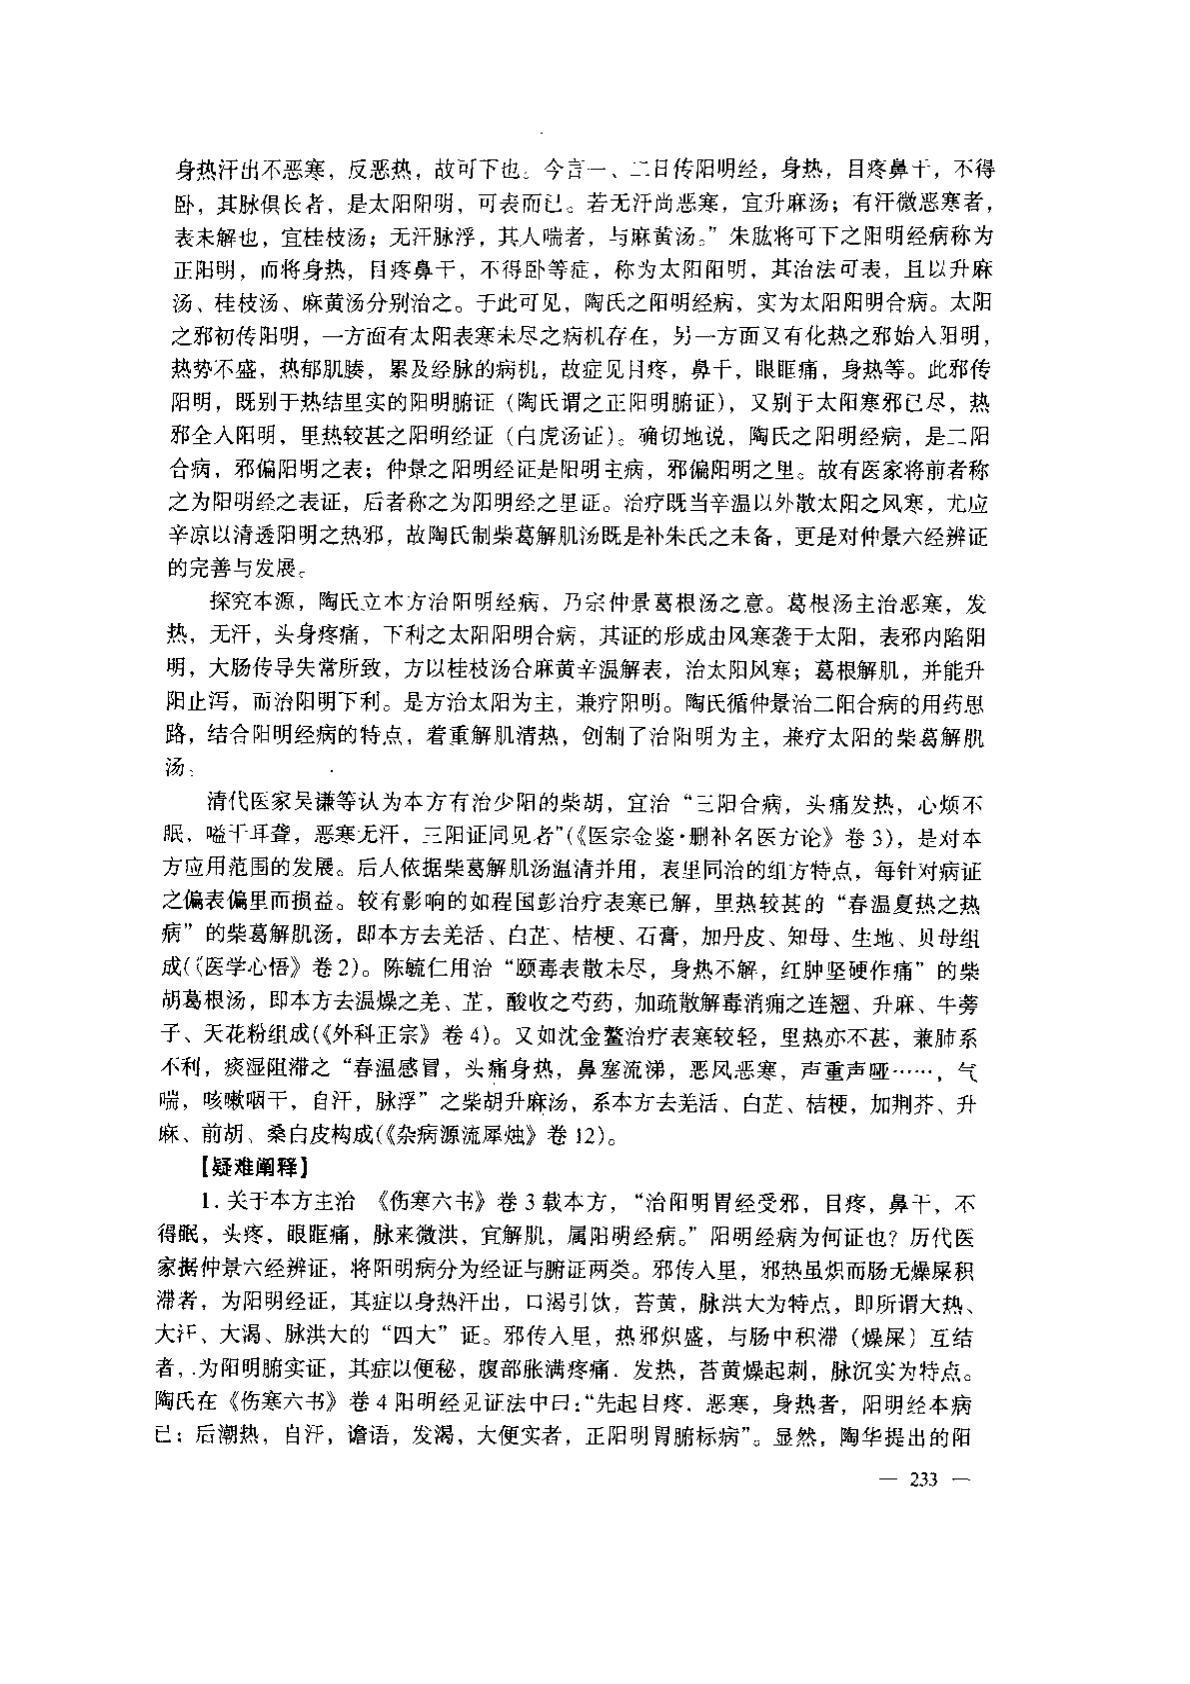 身热汗出不恶寒，反恶热，故可下也。今言一、二日传阳明经，身热，目疼鼻干，不得
卧，其脉俱长者，是太阳阳明，可表而已。若无汗尚恶寒，宜升麻汤；有汗微恶寒者，
表未解也，宜桂枝汤；无汗脉浮，其人喘者，与麻黄汤。”朱肱将可下之阳明经病称为
正阳明，而将身热，目疼鼻干，不得卧等症，称为太阳阳明，其治法可表，且以升麻
汤、桂枝汤、麻黄汤分别治之。于此可见，陶氏之阳明经病，实为太阳阳明合病。太阳
之邪初传阳明，一方面有太阳表寒未尽之病机存在，另一方面又有化热之邪始入阳明，
热势不盛，热郁肌腠，累及经脉的病机，故症见目疼，鼻干，眼眶痛，身热等。此邪传
阳明，既别于热结里实的阳明腑证（陶氏谓之正阳明腑证），又别于太阳寒邪已尽，热
邪全入阳明，里热较甚之阳明经证（白虎汤证）。确切地说，陶氏之阳明经病，是二阳
合病，邪偏阳明之表；仲景之阳明经证是阳明主病，邪偏阳明之里。故有医家将前者称
之为阳明经之表证，后者称之为阳明经之里证。治疗既当辛温以外散太阳之风寒，尤应
辛凉以清透阳明之热邪，故陶氏制柴葛解肌汤既是补朱氏之未备，更是对仲景六经辨证
的完善与发展。
探究本源，陶氏立本方治阳明经病，乃宗仲景葛根汤之意。葛根汤主治恶寒，发
热，无汗，头身疼痛，下利之太阳阳明合病，其证的形成由风寒袭于太阳，表邪内陷阳
明，大肠传导失常所致，方以桂枝汤合麻黄辛温解表，治太阳风寒；葛根解肌，并能升
阳止泻，而治阳明下利。是方治太阳为主，兼疗阳明。陶氏循仲景治二阳合病的用药思
路，结合阳明经病的特点，着重解肌清热，创制了治阳明为主，兼疗太阳的柴葛解肌
汤。
清代医家吴谦等认为本方有治少阳的柴胡，宜治“三阳合病，头痛发热，心烦不
眠，嗌干耳聋，恶寒无汗，三阳证同见者”(《医宗金鉴·删补名医方论》卷 3)，是对本
方应用范围的发展。后人依据柴葛解肌汤温清并用，表里同治的组方特点，每针对病证
之偏表偏里而损益。较有影响的如程国彭治疗表寒已解，里热较甚的“春温夏热之热
病”的柴葛解肌汤，即本方去羌活、白芷、桔梗、石膏，加丹皮、知母、生地、贝母组
成(《医学心悟》卷 2)。陈毓仁用治“颐毒表散未尽，身热不解，红肿坚硬作痛”的柴
胡葛根汤，即本方去温燥之羌、芷，酸收之芍药，加疏散解毒消痈之连翘、升麻、牛蒡
子、天花粉组成(《外科正宗》卷 4)。又如沈金鳌治疗表寒较轻，里热亦不甚，兼肺系
不利，痰湿阻滞之“春温感冒，头痛身热，鼻塞流涕，恶风恶寒，声重声哑……，气
喘，咳嗽咽干，自汗，脉浮”之柴胡升麻汤，系本方去羌活、白芷、桔梗，加荆芥、升
麻、前胡、桑白皮构成(《杂病源流犀烛》卷 12)。
【疑难阐释】
1. 关于本方主治 《伤寒六书》卷 3 载本方，“治阳明胃经受邪，目疼，鼻干，不
得眠，头疼，眼眶痛，脉来微洪，宜解肌，属阳明经病。”阳明经病为何证也？历代医
家据仲景六经辨证，将阳明病分为经证与腑证两类。邪传入里，邪热虽炽而肠无燥屎积
滞者，为阳明经证，其症以身热汗出，口渴引饮，苔黄，脉洪大为特点，即所谓大热、
大汗、大渴、脉洪大的“四大”证。邪传入里，热邪炽盛，与肠中积滞（燥屎）互结
者，为阳明腑实证，其症以便秘，腹部胀满疼痛，发热，苔黄燥起刺，脉沉实为特点。
陶氏在《伤寒六书》卷 4 阳明经见证法中曰：“先起目疼，恶寒，身热者，阳明经本病
已；后潮热，自汗，谵语，发渴，大便实者，正阳明胃腑标病”。显然，陶华提出的阳
— 233 —